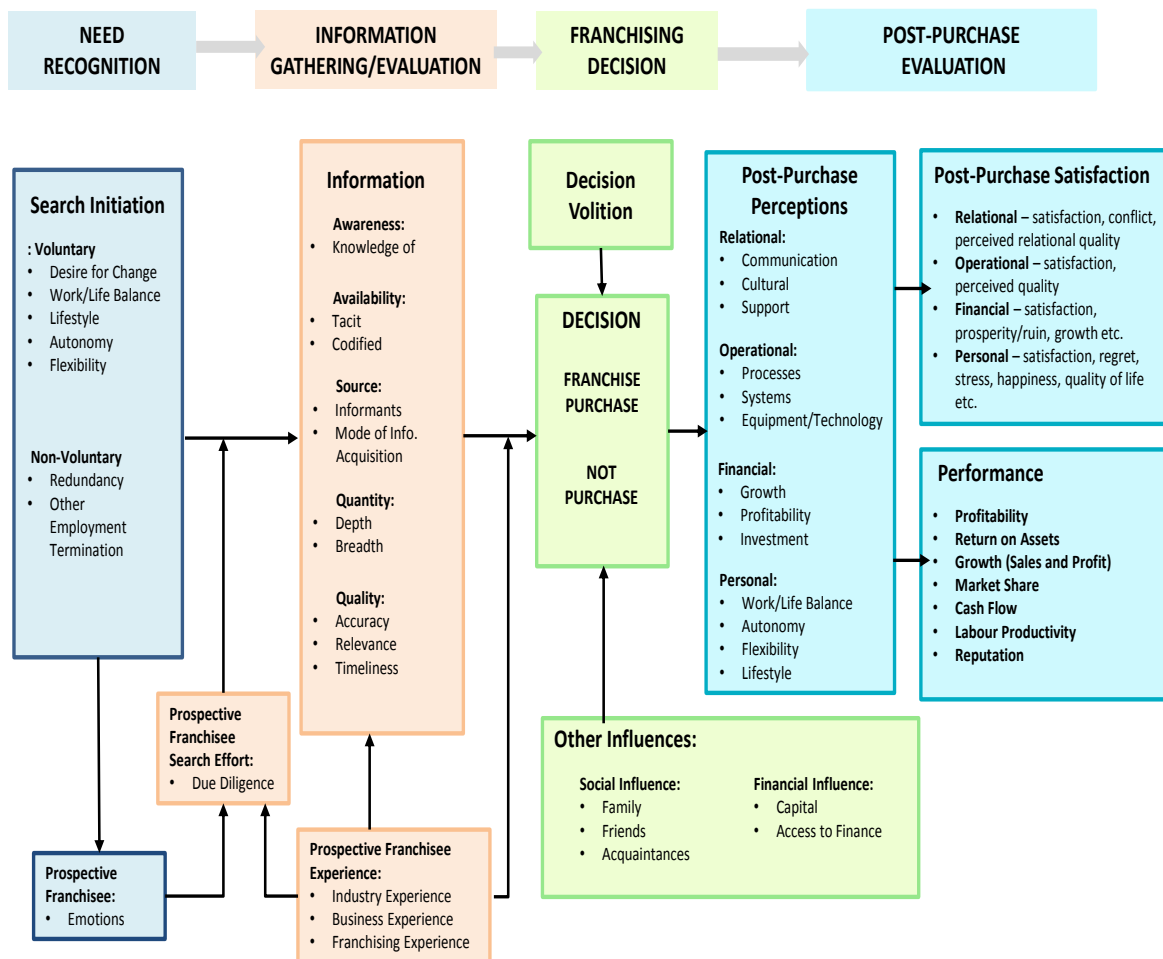 NEED
RECOGNITION
INFORMATION
GATHERING/EVALUATION
FRANCHISING
DECISION
POST-PURCHASE
EVALUATION
Search Initiation
: Voluntary
• Desire for Change
• Work/Life Balance
• Lifestyle
• Autonomy
• Flexibility
Non-Voluntary
• Redundancy
• Other
Employment
Termination
Prospective
Franchisee
Search Effort:
• Due Diligence
Prospective
Franchisee:
• Emotions
Information
Awareness:
• Knowledge of
Availability:
• Tacit
• Codified
Source:
• Informants
• Mode of Info.
Acquisition
Quantity:
• Depth
• Breadth
Quality:
• Accuracy
• Relevance
• Timeliness
Prospective Franchisee
Experience:
• Industry Experience
• Business Experience
• Franchising Experience
Decision
Volition
DECISION
FRANCHISE
PURCHASE
NOT
PURCHASE
Other Influences:
Social Influence:
• Family
• Friends
• Acquaintances
Financial Influence:
• Capital
• Access to Finance
Post-Purchase
Perceptions
Relational:
• Communication
• Cultural
• Support
Operational:
• Processes
• Systems
• Equipment/Technology
Financial:
• Growth
• Profitability
• Investment
Personal:
• Work/Life Balance
• Autonomy
• Flexibility
• Lifestyle
Post-Purchase Satisfaction
• Relational – satisfaction, conflict,
perceived relational quality
• Operational – satisfaction,
perceived quality
• Financial – satisfaction,
prosperity/ruin, growth etc.
• Personal – satisfaction, regret,
stress, happiness, quality of life
etc.
Performance
• Profitability
• Return on Assets
• Growth (Sales and Profit)
• Market Share
• Cash Flow
• Labour Productivity
• Reputation